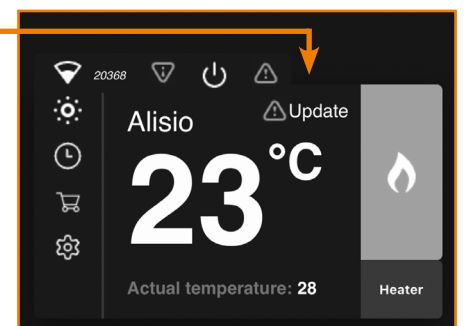 20368
Update
Alisio
23°C
Actual temperature: 28
Heater